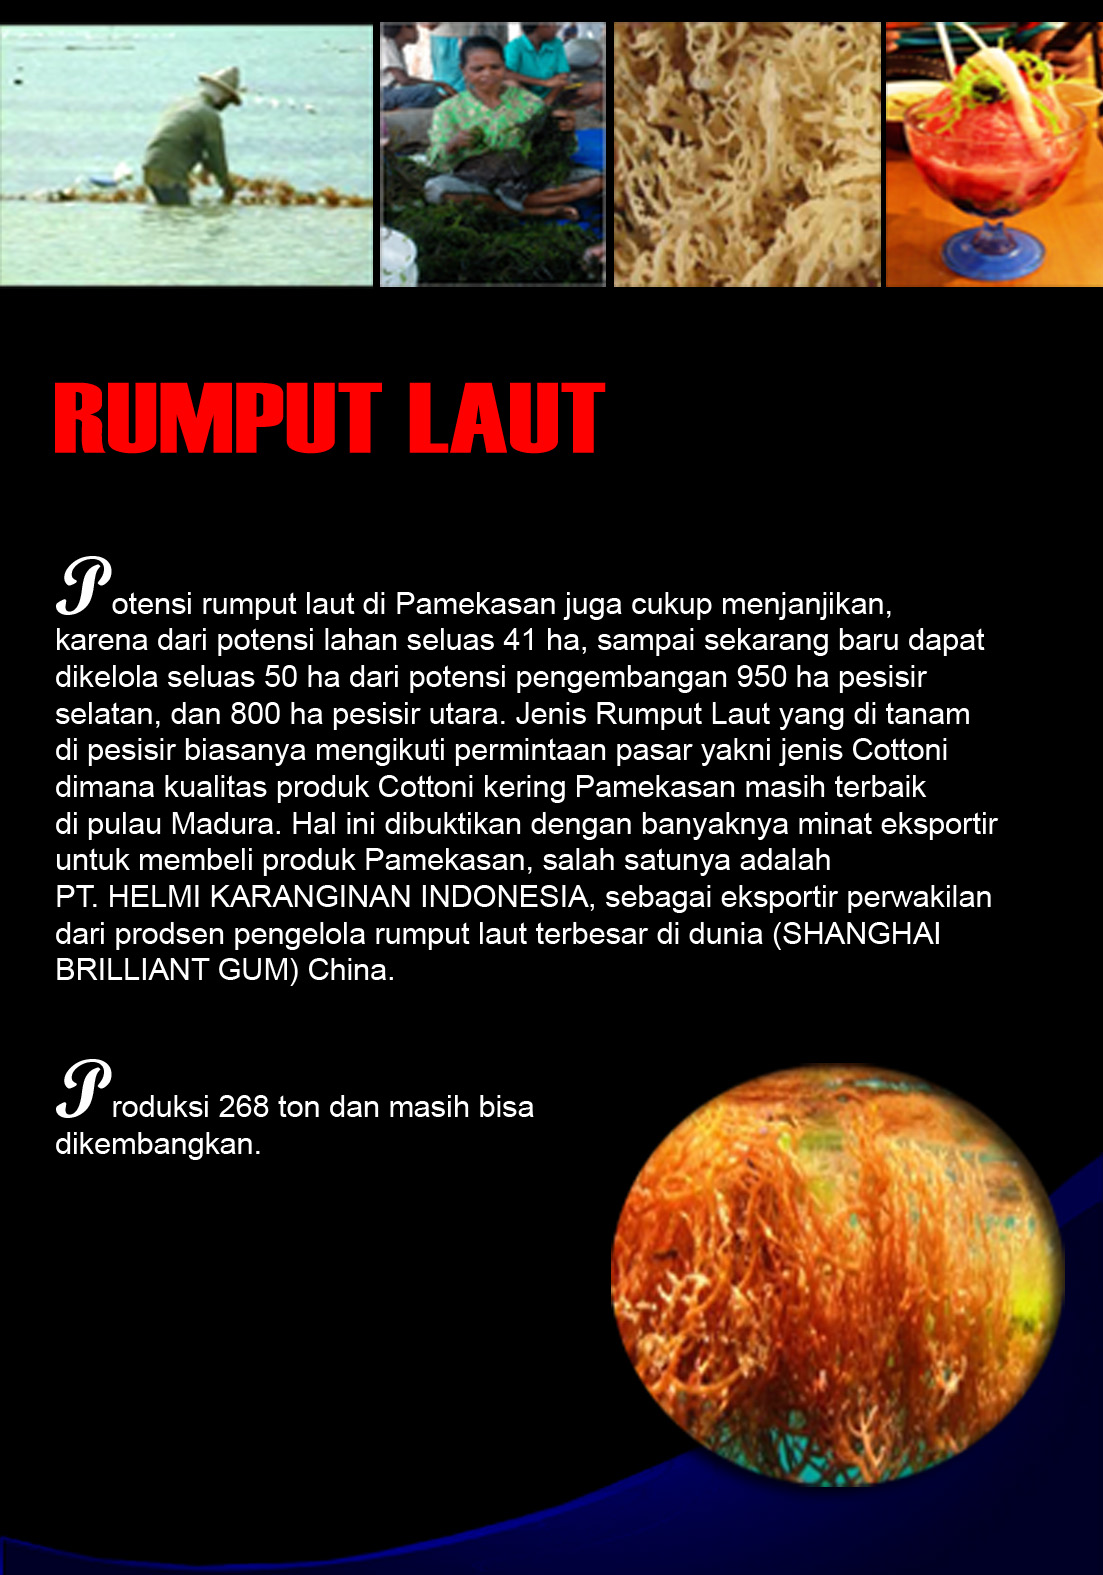 RUMPUT LAUT
Potensi rumput laut di Pamekasan juga cukup menjanjikan,
karena dari potensi lahan seluas 41 ha, sampai sekarang baru dapat
dikelola seluas 50 ha dari potensi pengembangan 950 ha pesisir
selatan, dan 800 ha pesisir utara. Jenis Rumput Laut yang di tanam
di pesisir biasanya mengikuti permintaan pasar yakni jenis Cottoni
dimana kualitas produk Cottoni kering Pamekasan masih terbaik
di pulau Madura. Hal ini dibuktikan dengan banyaknya minat eksportir
untuk membeli produk Pamekasan, salah satunya adalah
PT. HELMI KARANGINAN INDONESIA, sebagai eksportir perwakilan
dari prodsen pengelola rumput laut terbesar di dunia (SHANGHAI
BRILLIANT GUM) China.
Produksi 268 ton dan masih bisa
dikembangkan.